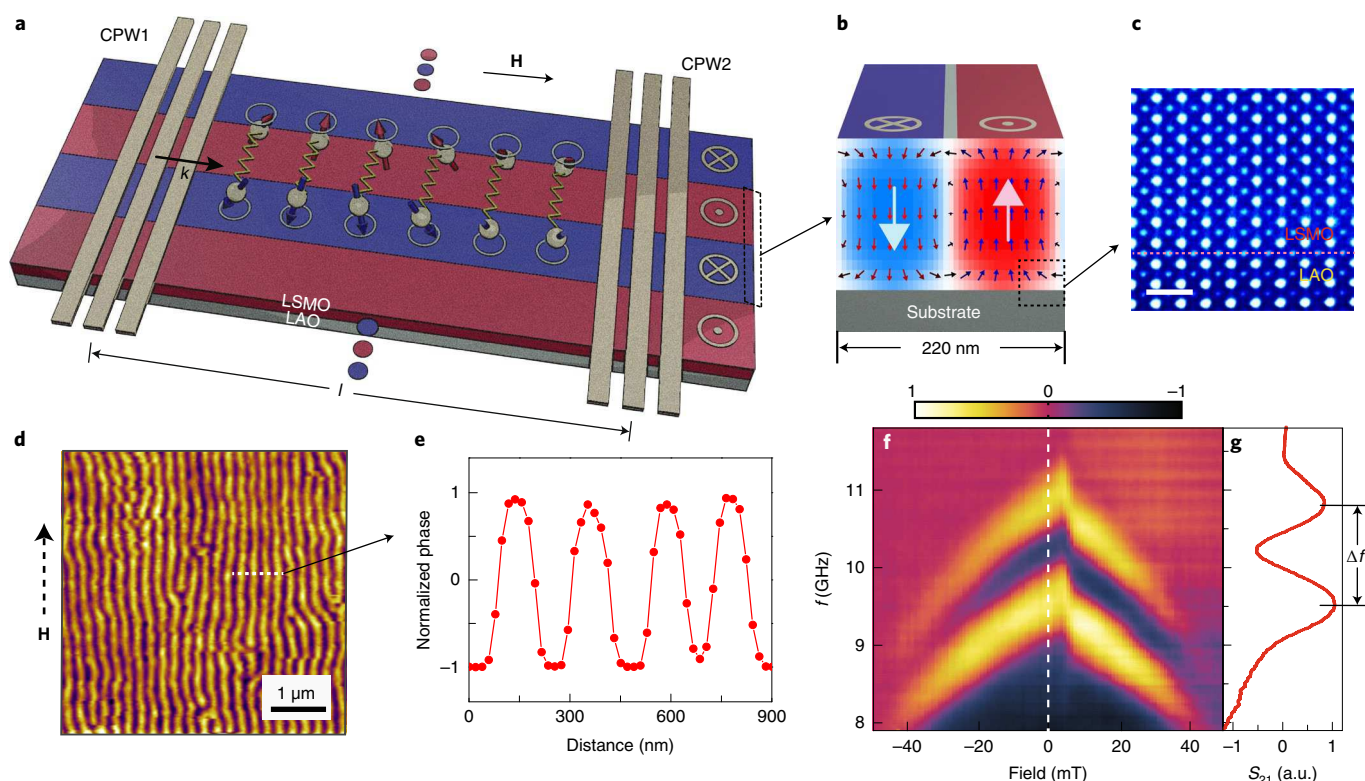 a
CPW1
H
CPW2
k
LSMO
LAO
l
b
Substrate
220 nm
c
LSMO
LAO
d
H
1 µm
e
Normalized phase
1
0
−1
0
300
600
900
Distance (nm)
1
0
−1
f
f (GHz)
11
10
9
8
−40
−20
0
20
40
Field (mT)
g
Δf
−1
0
1
S21 (a.u.)